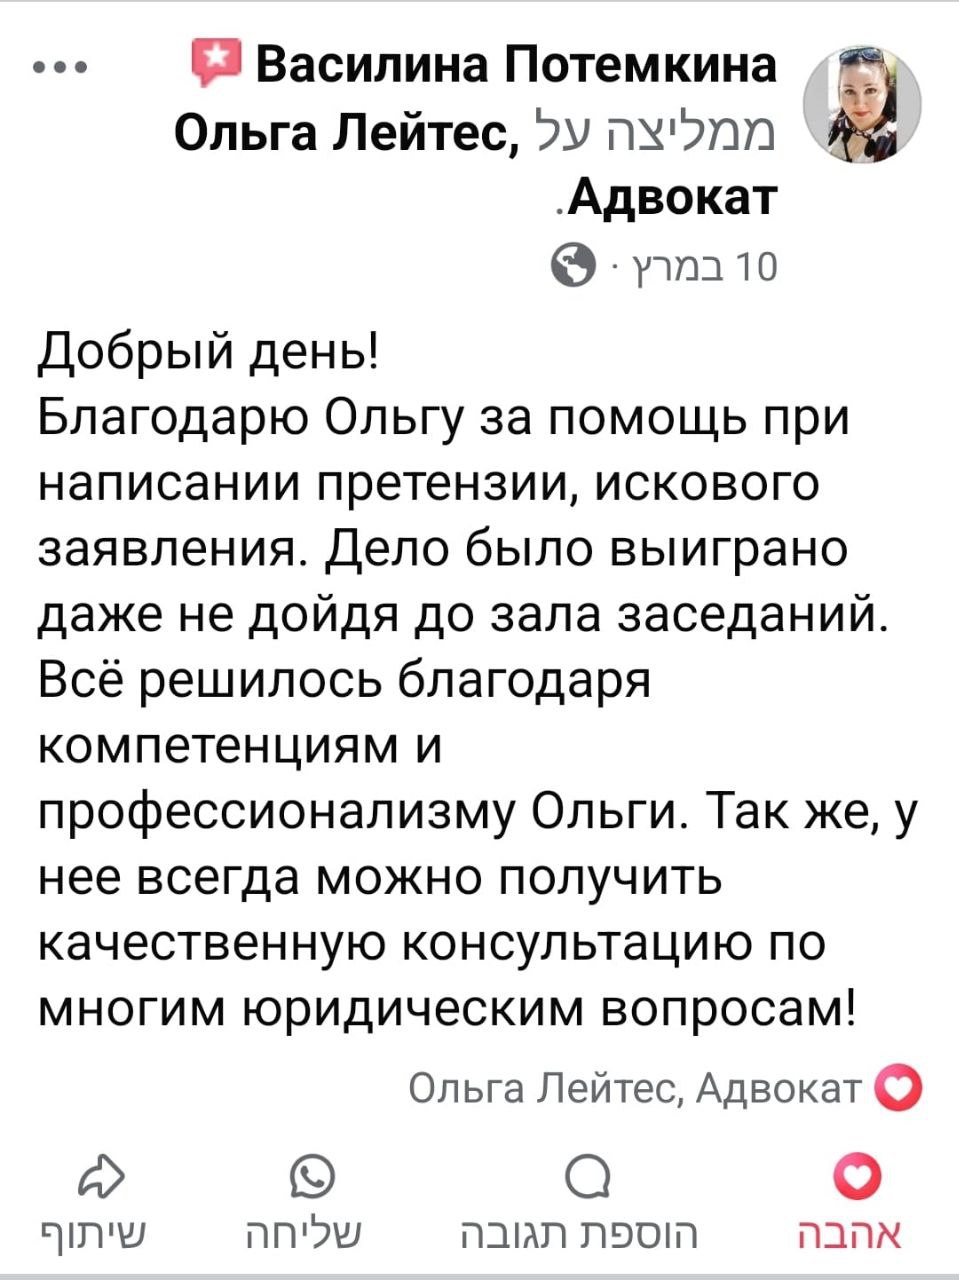 Василина Потемкина
ממליצה על Ольга Лейтес,
Адвокат.
10 במרץ ·
Добрый день!
Благодарю Ольгу за помощь при
написании претензии, искового
заявления. Дело было выиграно
даже не дойдя до зала заседаний.
Всё решилось благодаря
компетенциям и
профессионализму Ольги. Так же, у
нее всегда можно получить
качественную консультацию по
многим юридическим вопросам!
Ольга Лейтес, Адвокат
אהבה
הוספת תגובה
שליחה
שיתוף